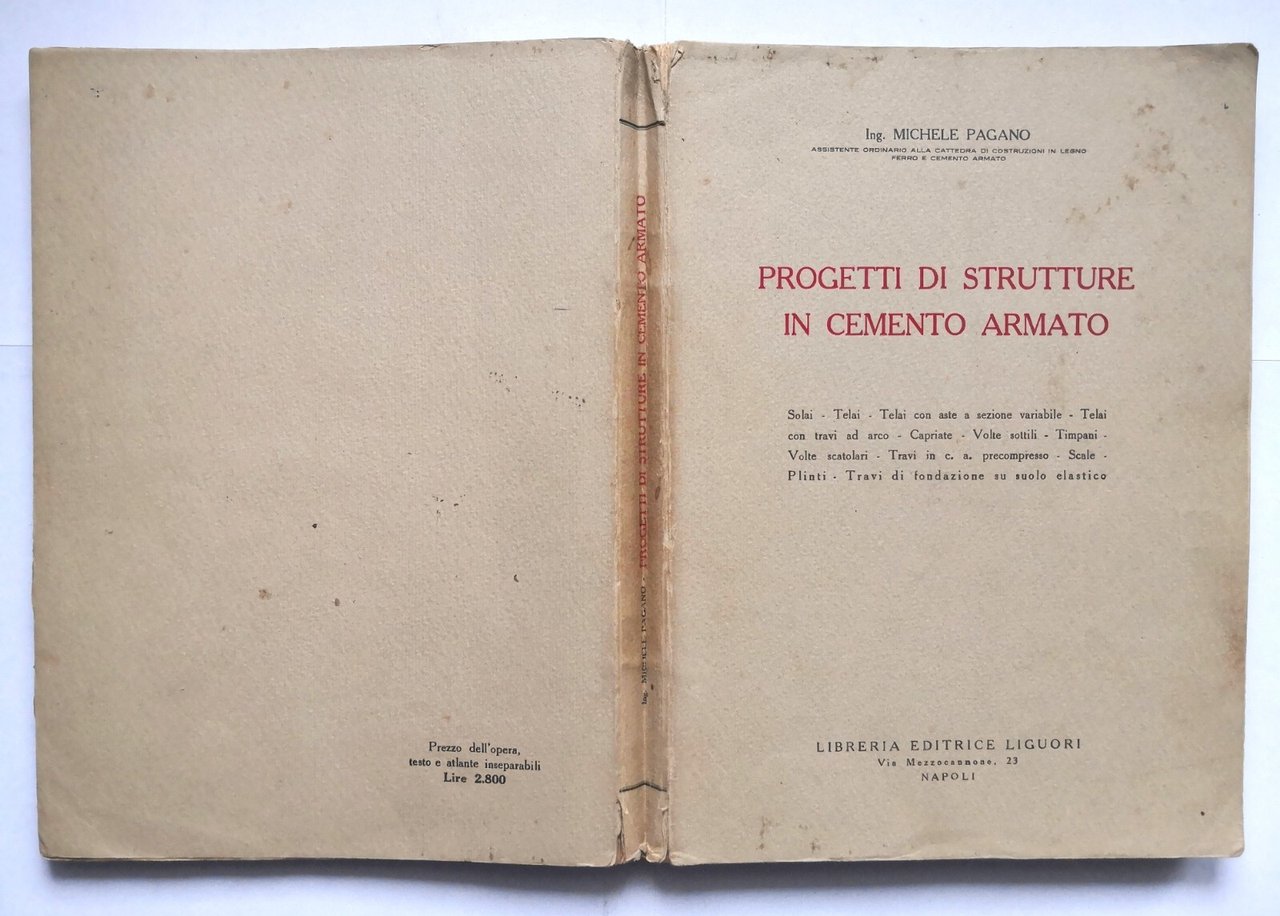 Prezzo dell'opera,
testo e atlante inseparabili
Lire 2.800
Ing. MICHELE PAGANO - PROGETTI DI STRUTTURE IN CEMENTO ARMATO
Ing. MICHELE PAGANO
ASSISTENTE ORDINARIO ALLA CATTEDRA DI COSTRUZIONI IN LEGNO
FERRO E CEMENTO ARMATO
PROGETTI DI STRUTTURE
IN CEMENTO ARMATO
Solai - Telai - Telai con aste a sezione variabile - Telai
con travi ad arco - Capriate - Volte sottili - Timpani -
Volte scatolari - Travi in c. a. precompresso - Scale -
Plinti - Travi di fondazione su suolo elastico
LIBRERIA EDITRICE LIGUORI
Via Mezzocannone, 23
NAPOLI